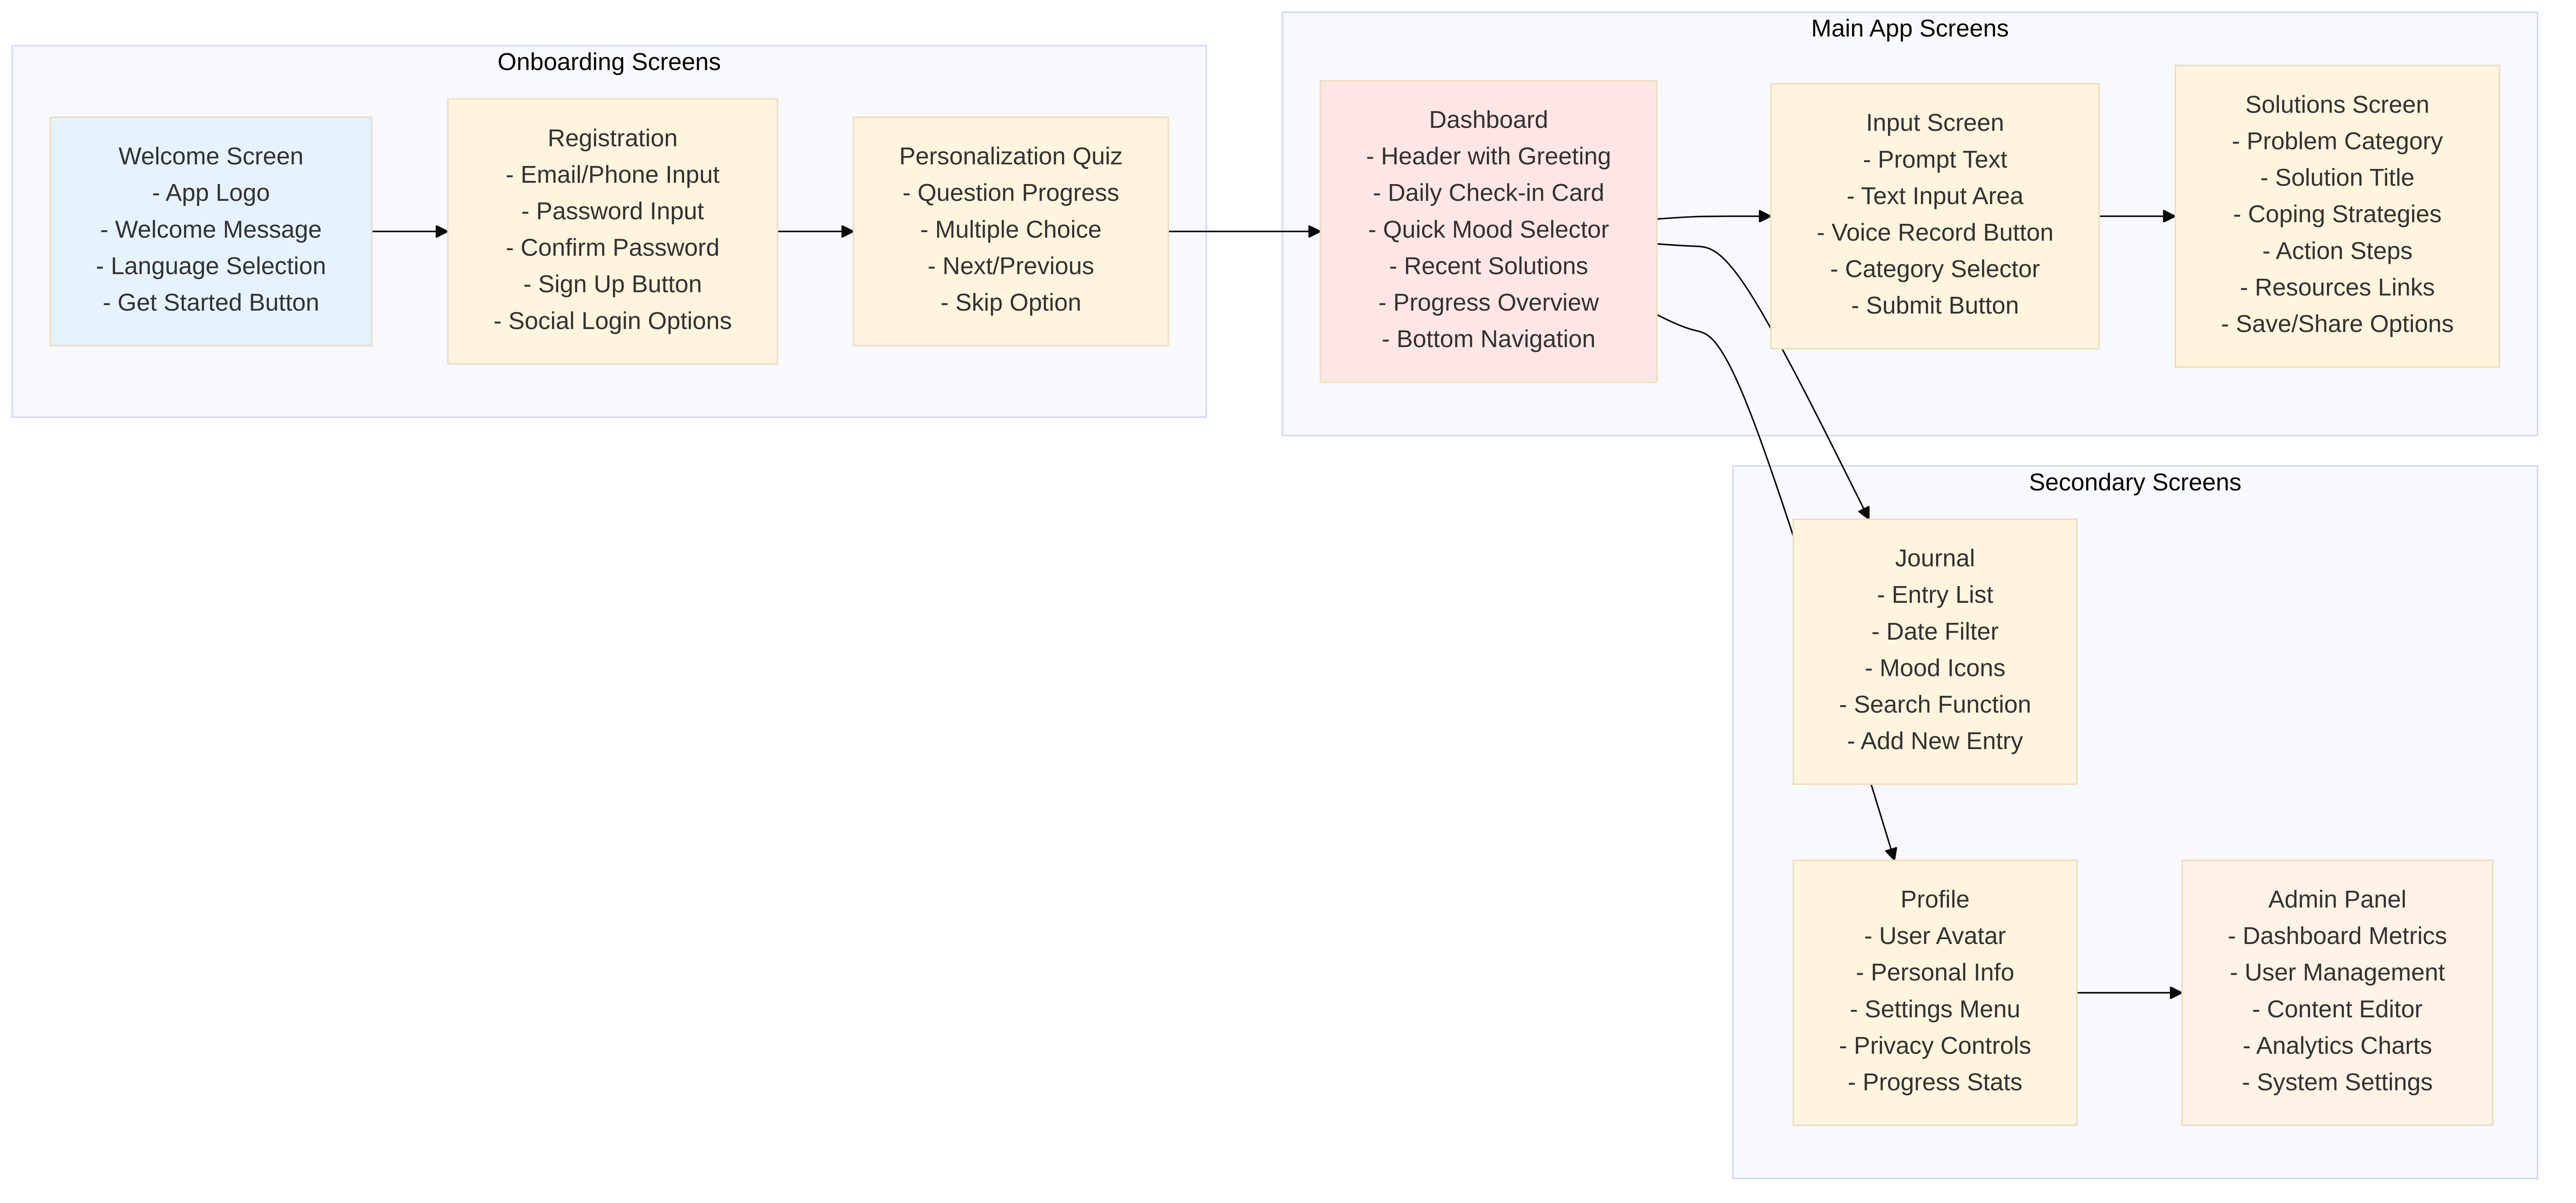 Onboarding Screens
Welcome Screen
- App Logo
- Welcome Message
- Language Selection
- Get Started Button
Registration
- Email/Phone Input
- Password Input
- Confirm Password
- Sign Up Button
- Social Login Options
Personalization Quiz
- Question Progress
- Multiple Choice
- Next/Previous
- Skip Option
Main App Screens
Dashboard
- Header with Greeting
- Daily Check-in Card
- Quick Mood Selector
- Recent Solutions
- Progress Overview
- Bottom Navigation
Input Screen
- Prompt Text
- Text Input Area
- Voice Record Button
- Category Selector
- Submit Button
Solutions Screen
- Problem Category
- Solution Title
- Coping Strategies
- Action Steps
- Resources Links
- Save/Share Options
Secondary Screens
Journal
- Entry List
- Date Filter
- Mood Icons
- Search Function
- Add New Entry
Profile
- User Avatar
- Personal Info
- Settings Menu
- Privacy Controls
- Progress Stats
Admin Panel
- Dashboard Metrics
- User Management
- Content Editor
- Analytics Charts
- System Settings